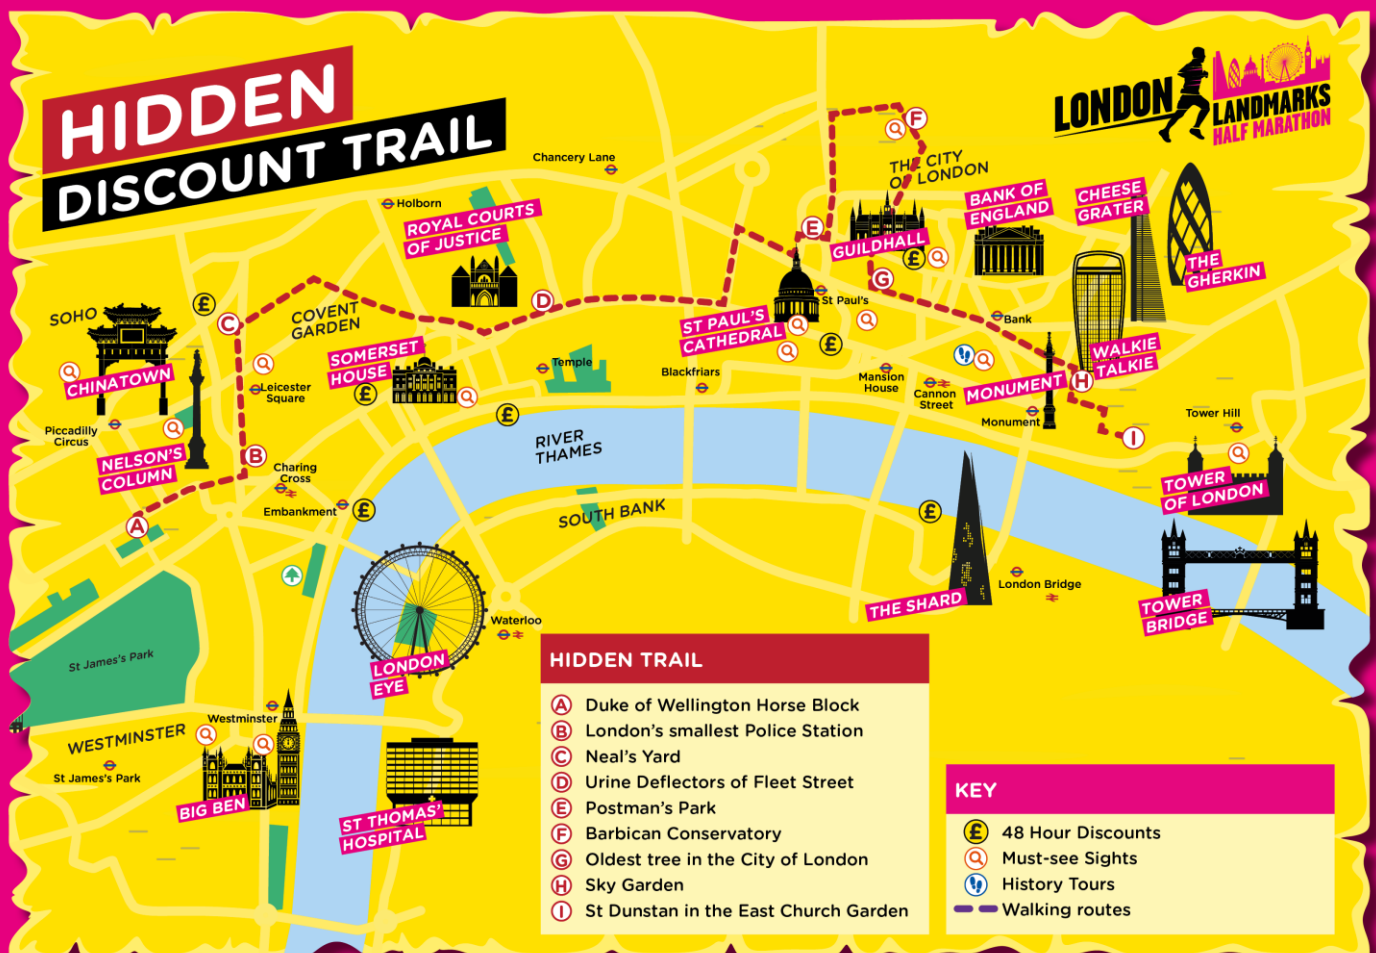 HIDDEN
DISCOUNT TRAIL
LONDON
LANDMARKS
HALF MARATHON
Chancery Lane
THE CITY
OF LONDON
F
Holborn
ROYAL COURTS
OF JUSTICE
BANK OF
ENGLAND
CHEESE
GRATER
E
GUILDHALL
£
THE
GHERKIN
G
SOHO
£
C
COVENT
GARDEN
D
St Paul's
ST PAUL'S
CATHEDRAL
£
Bank
CHINATOWN
SOMERSET
HOUSE
£
Temple
Blackfriars
Mansion
House
Cannon
Street
WALKIE
TALKIE
MONUMENT
H
Leicester
Square
£
Piccadilly
Circus
Monument
Tower Hill
I
NELSON'S
COLUMN
B
Charing
Cross
RIVER
THAMES
TOWER
OF LONDON
A
Embankment
£
SOUTH BANK
£
THE SHARD
London Bridge
TOWER
BRIDGE
Waterloo
St James's Park
LONDON
EYE
Westminster
WESTMINSTER
St James's Park
BIG BEN
ST THOMAS'
HOSPITAL
HIDDEN TRAIL
A Duke of Wellington Horse Block
B London's smallest Police Station
C Neal's Yard
D Urine Deflectors of Fleet Street
E Postman's Park
F Barbican Conservatory
G Oldest tree in the City of London
H Sky Garden
I St Dunstan in the East Church Garden
KEY
£ 48 Hour Discounts
Must-see Sights
History Tours
Walking routes